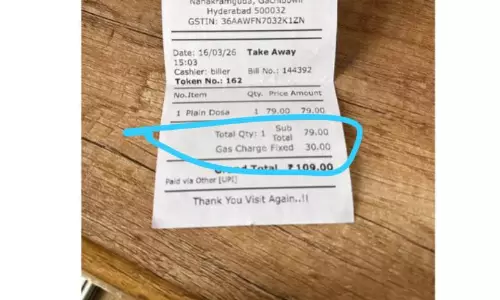 Nanakramguda, Gachibowli
Hyderabad 500032
GSTIN: 36AAWFN7032K1ZN
Date: 16/03/26 Take Away
15:03
Cashier: biller Bill No.: 144392
Token No.: 162
No.Item Qty. Price Amount
1 Plain Dosa 1 79.00 79.00
Total Qty: 1 Sub Total 79.00
Gas Charge Fixed 30.00
Grand Total ₹109.00
Paid via Other [UPI]
Thank You Visit Again..!!